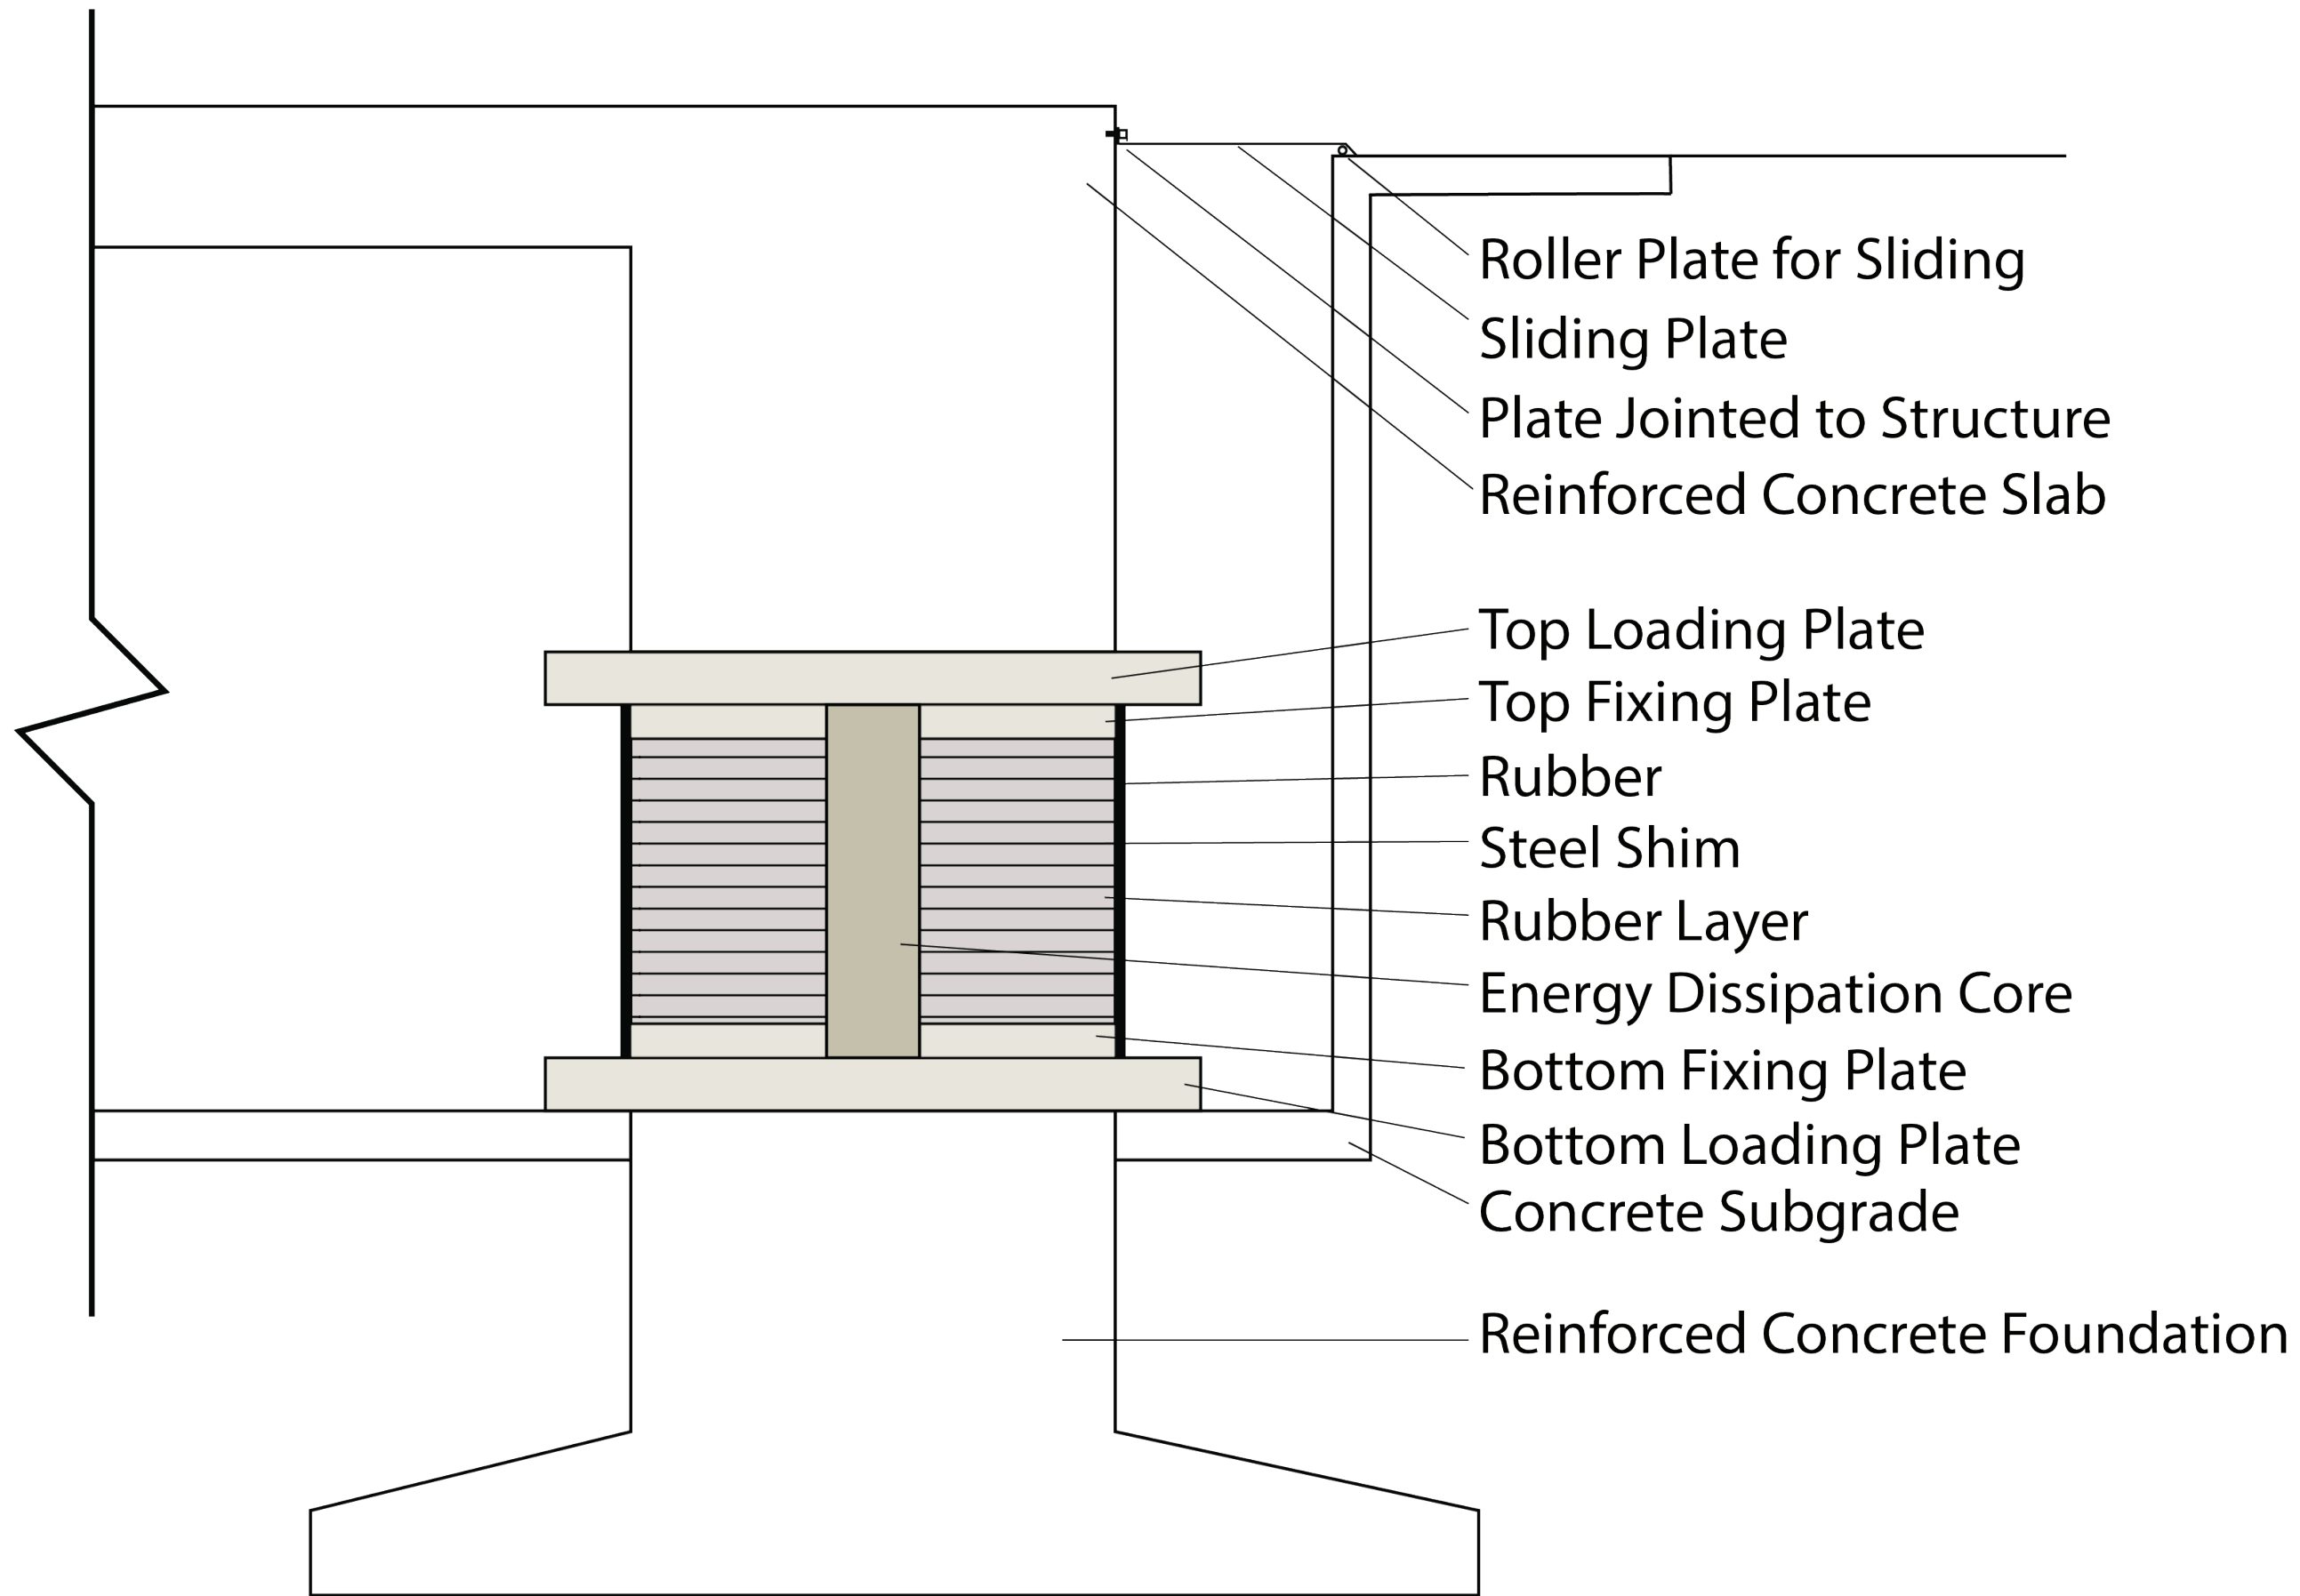 Roller Plate for Sliding
Sliding Plate
Plate Jointed to Structure
Reinforced Concrete Slab
Top Loading Plate
Top Fixing Plate
Rubber
Steel Shim
Rubber Layer
Energy Dissipation Core
Bottom Fixing Plate
Bottom Loading Plate
Concrete Subgrade
Reinforced Concrete Foundation